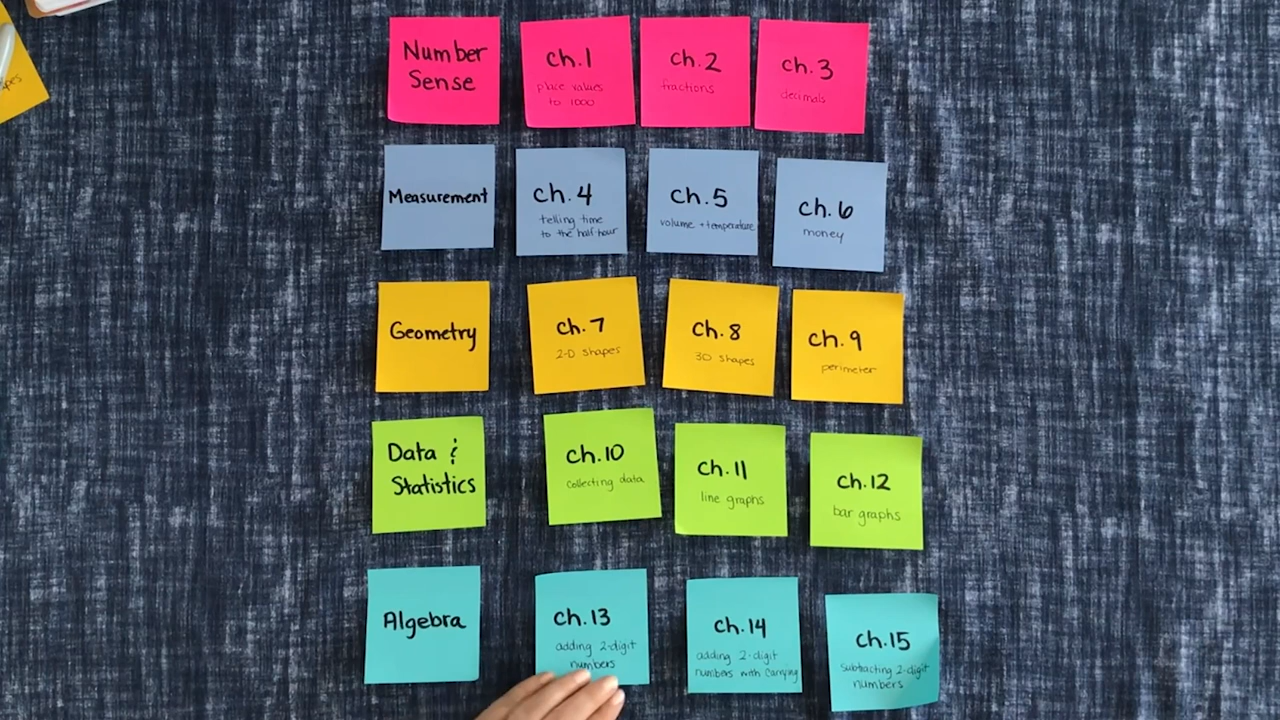 Number
Sense
ch.1
place values
to 1000
ch.2
fractions
ch.3
decimals
Measurement
ch.4
telling time
to the half-hour
ch.5
volume + temperature
ch.6
money
Geometry
ch.7
2-D shapes
ch.8
3D shapes
ch.9
perimeter
Data &
Statistics
ch.10
collecting data
ch.11
line graphs
ch.12
bar graphs
Algebra
ch.13
adding 2-digit
numbers
ch.14
adding 2-digit
numbers with carrying
ch.15
subtracting 2-digit
numbers